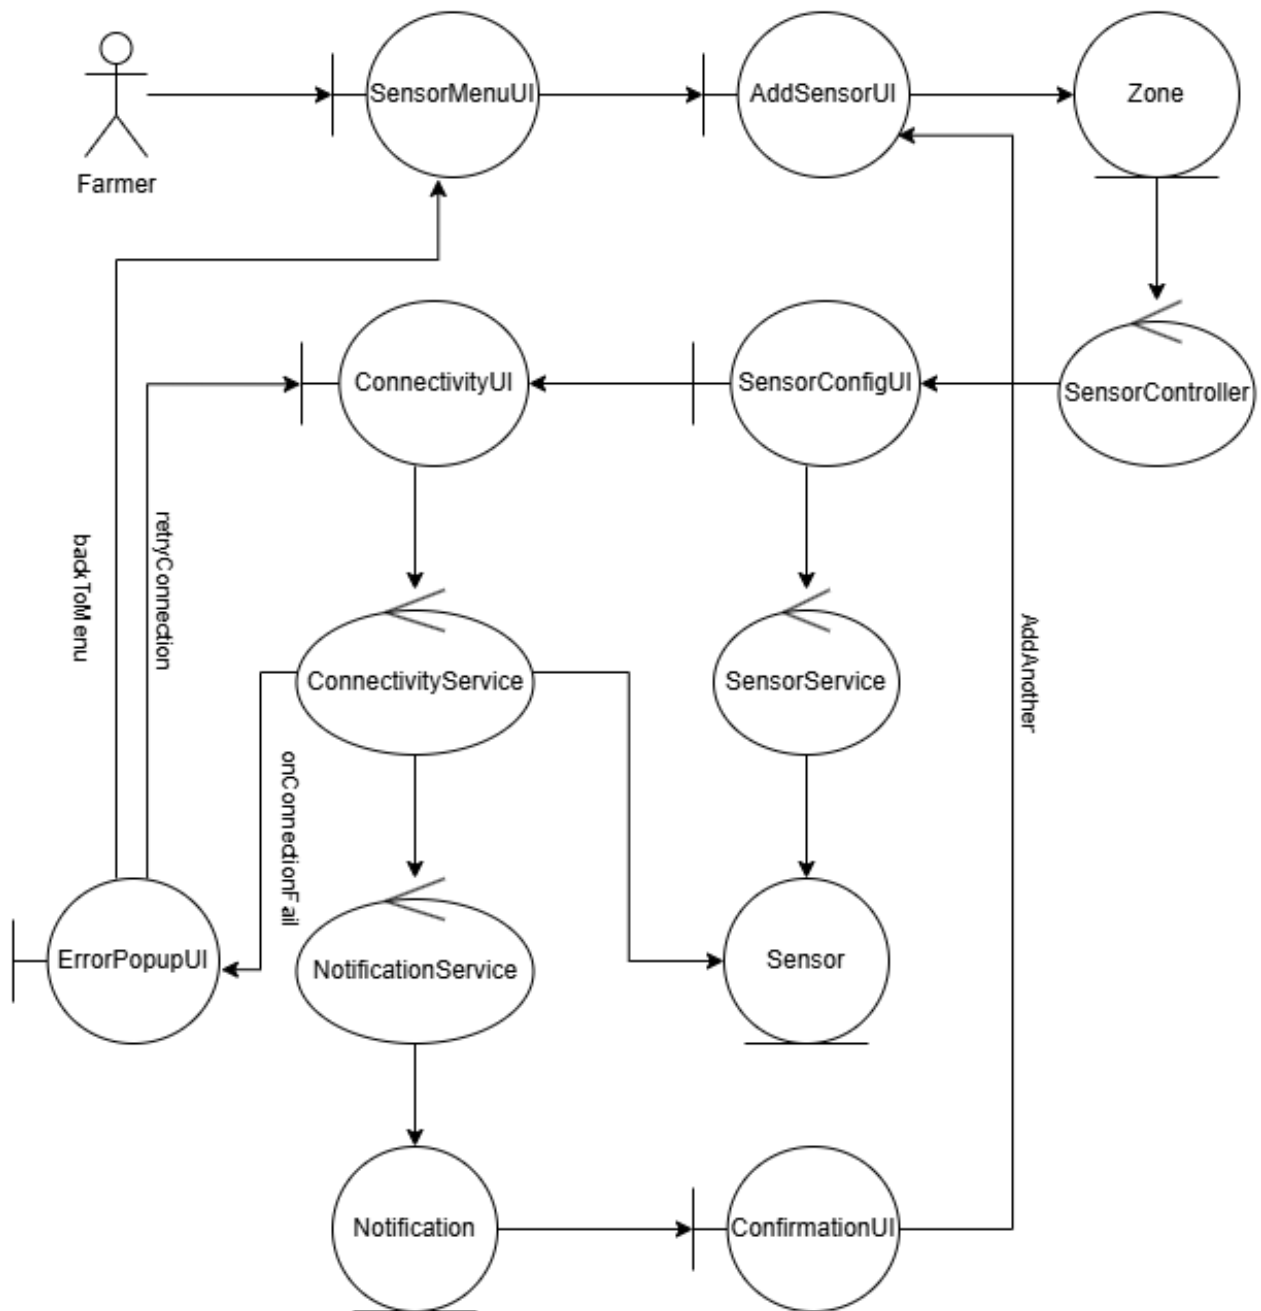 SensorMenuUI
AddSensorUI
Zone
Farmer
ConnectivityUI
SensorConfigUI
SensorController
backToMenu
retryConnection
ConnectivityService
SensorService
AddAnother
onConnectionFail
ErrorPopupUI
NotificationService
Sensor
Notification
ConfirmationUI